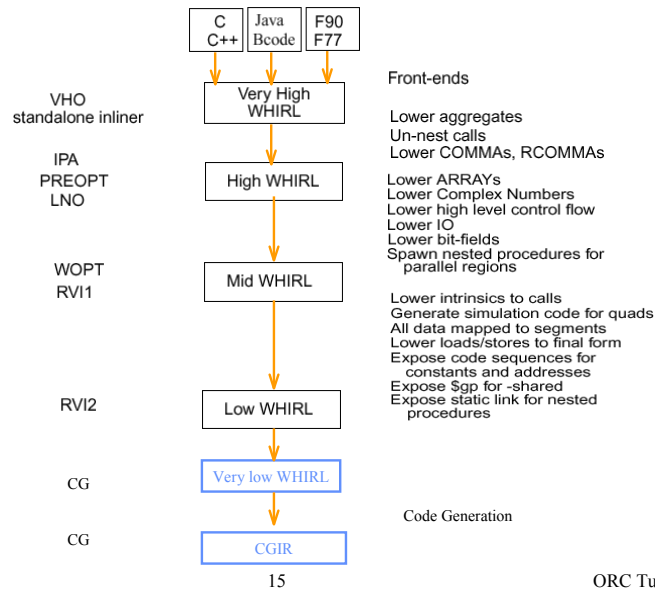 C
C++
Java
Bcode
F90
F77
Front-ends
VHO
standalone inliner
Very High
WHIRL
Lower aggregates
Un-nest calls
Lower COMMAs, RCOMMAs
IPA
PREOPT
LNO
High WHIRL
Lower ARRAYs
Lower Complex Numbers
Lower high level control flow
Lower IO
Lower bit-fields
Spawn nested procedures for
parallel regions
WOPT
RVI1
Mid WHIRL
Lower intrinsics to calls
Generate simulation code for quads
All data mapped to segments
Lower loads/stores to final form
Expose code sequences for
constants and addresses
Expose $gp for -shared
Expose static link for nested
procedures
RVI2
Low WHIRL
CG
Very low WHIRL
Code Generation
CG
CGIR
15
ORC Tu